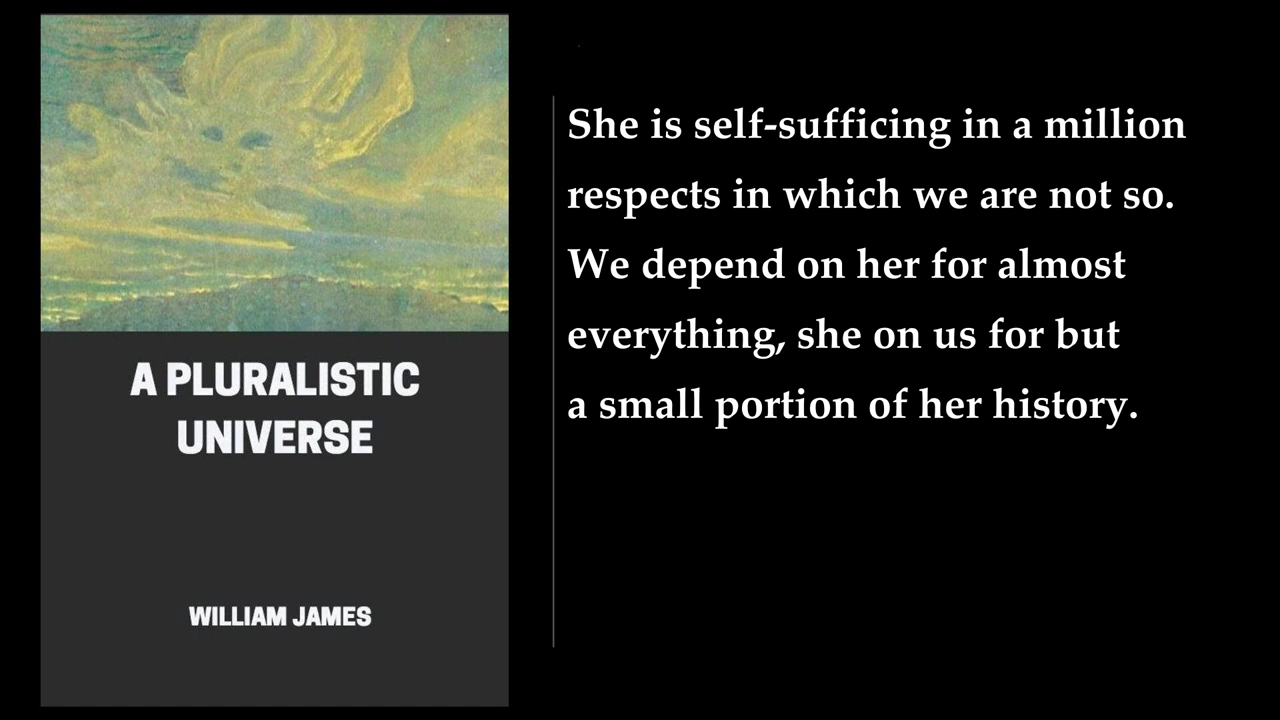 A PLURALISTIC
UNIVERSE
WILLIAM JAMES
She is self-sufficing in a million
respects in which we are not so.
We depend on her for almost
everything, she on us for but
a small portion of her history.